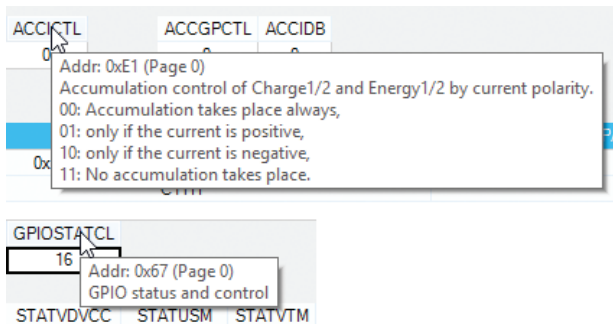 ACCICTL ACCGPCTL ACCIDB
Addr: 0xE1 (Page 0)
Accumulation control of Charge1/2 and Energy1/2 by current polarity.
00: Accumulation takes place always,
01: only if the current is positive,
10: only if the current is negative,
11: No accumulation takes place.
0x
GPIOSTATCL
16
Addr: 0x67 (Page 0)
GPIO status and control
STATVDVCC STATUSM STATVTM